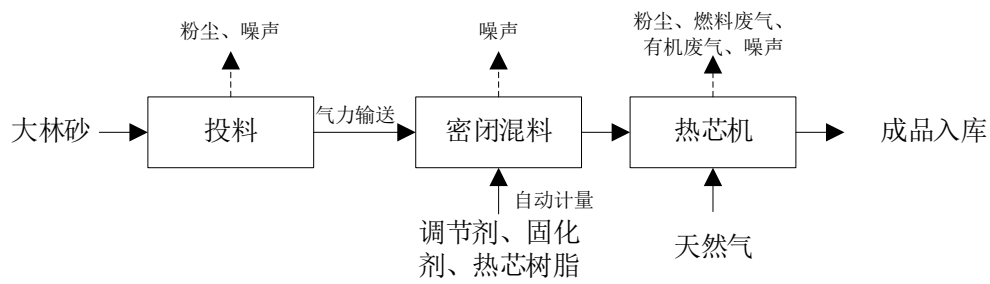 粉尘、噪声
噪声
粉尘、燃料废气、
有机废气、噪声
大林砂
投料
气力输送
密闭混料
热芯机
成品入库
自动计量
调节剂、固化
剂、热芯树脂
天然气